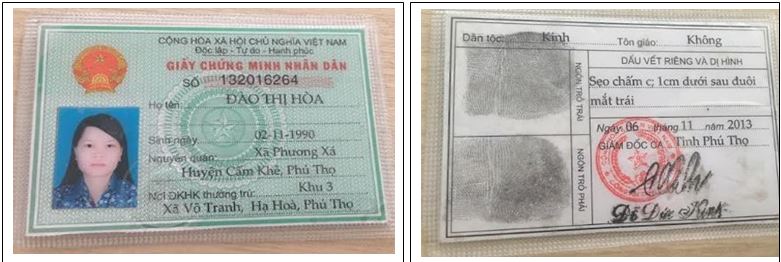 CỘNG HÒA XÃ HỘI CHỦ NGHĨA VIỆT NAM
Độc lập - Tự do - Hạnh phúc
GIẤY CHỨNG MINH NHÂN DÂN
SỐ 132016264
Họ tên: ĐÀO THỊ HÒA
Sinh ngày 02-11-1990
Nguyên quán: Xã Phương Xá
Huyện Cẩm Khê, Phú Thọ
Nơi ĐKHK thường trú: Khu 3
Xã Vô Tranh, Hạ Hoà, Phú Thọ
Dân tộc: Kinh Tôn giáo: Không
NGÓN TRỎ TRÁI
NGÓN TRỎ PHẢI
DẤU VẾT RIÊNG VÀ DỊ HÌNH
Sẹo chấm c; 1cm dưới sau đuôi
mắt trái
Ngày 06 tháng 11 năm 2013
GIÁM ĐỐC CA Tỉnh Phú Thọ
Đỗ Đức Kính